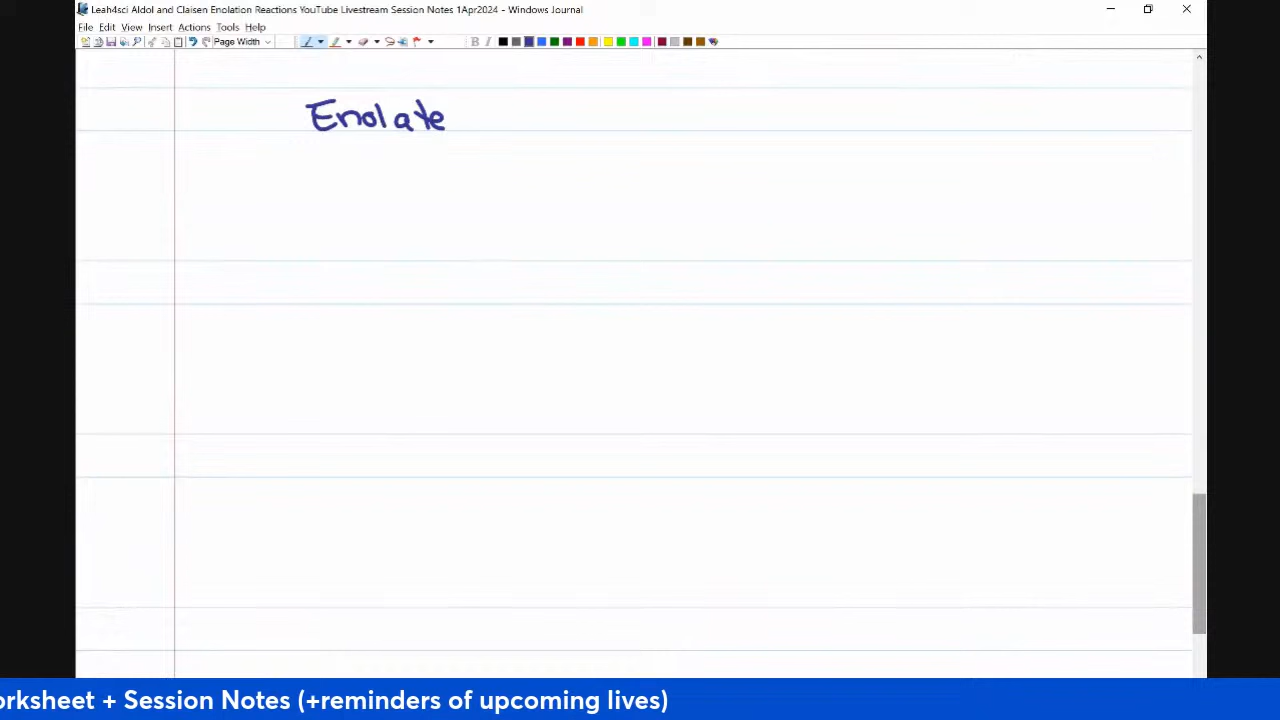 Leah4sci Aldol and Claisen Enolation Reactions YouTube Livestream Session Notes 1Apr2024 - Windows Journal
File Edit View Insert Actions Tools Help
Page Width
B I
Enolate
orksheet + Session Notes (+reminders of upcoming lives)